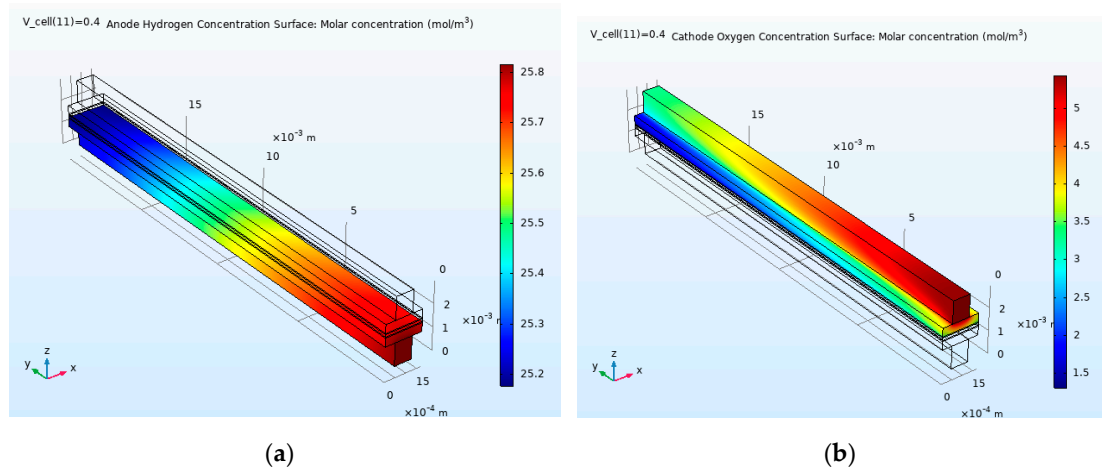 V_cell(11)=0.4 Anode Hydrogen Concentration Surface: Molar concentration (mol/m³)
15
×10⁻³ m
10
5
0
2
1
×10⁻³ m
0
15
0
×10⁻⁴ m
y z x
25.8
25.7
25.6
25.5
25.4
25.3
25.2
(a)
V_cell(11)=0.4 Cathode Oxygen Concentration Surface: Molar concentration (mol/m³)
15
×10⁻³ m
10
5
0
2
1
×10⁻³ m
0
15
0
×10⁻⁴ m
y z x
5
4.5
4
3.5
3
2.5
2
1.5
(b)